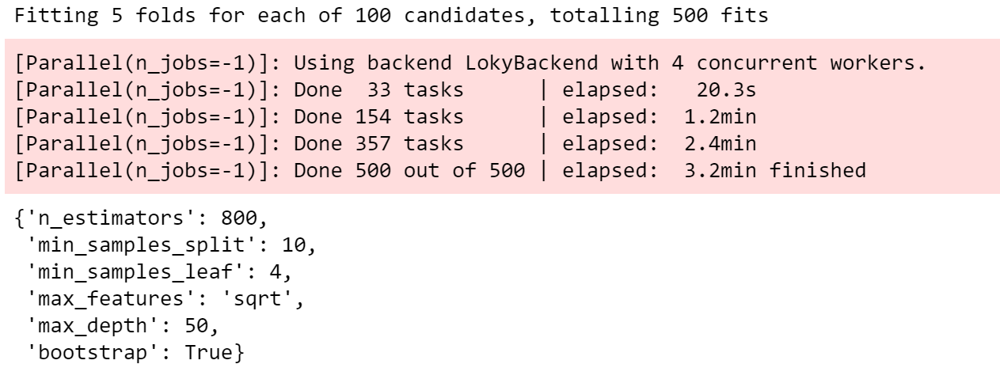 Fitting 5 folds for each of 100 candidates, totalling 500 fits
[Parallel(n_jobs=-1)]: Using backend LokyBackend with 4 concurrent workers.
[Parallel(n_jobs=-1)]: Done  33 tasks      | elapsed:   20.3s
[Parallel(n_jobs=-1)]: Done 154 tasks      | elapsed:  1.2min
[Parallel(n_jobs=-1)]: Done 357 tasks      | elapsed:  2.4min
[Parallel(n_jobs=-1)]: Done 500 out of 500 | elapsed:  3.2min finished
{'n_estimators': 800,
 'min_samples_split': 10,
 'min_samples_leaf': 4,
 'max_features': 'sqrt',
 'max_depth': 50,
 'bootstrap': True}